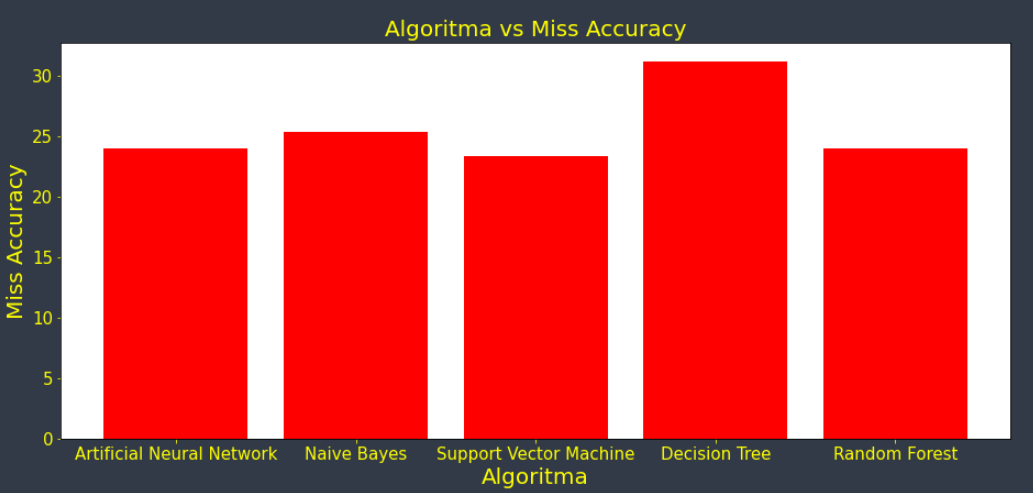 Algoritma vs Miss Accuracy
Miss Accuracy
30
25
20
15
10
5
0
Artificial Neural Network Naive Bayes Support Vector Machine Decision Tree Random Forest
Algoritma